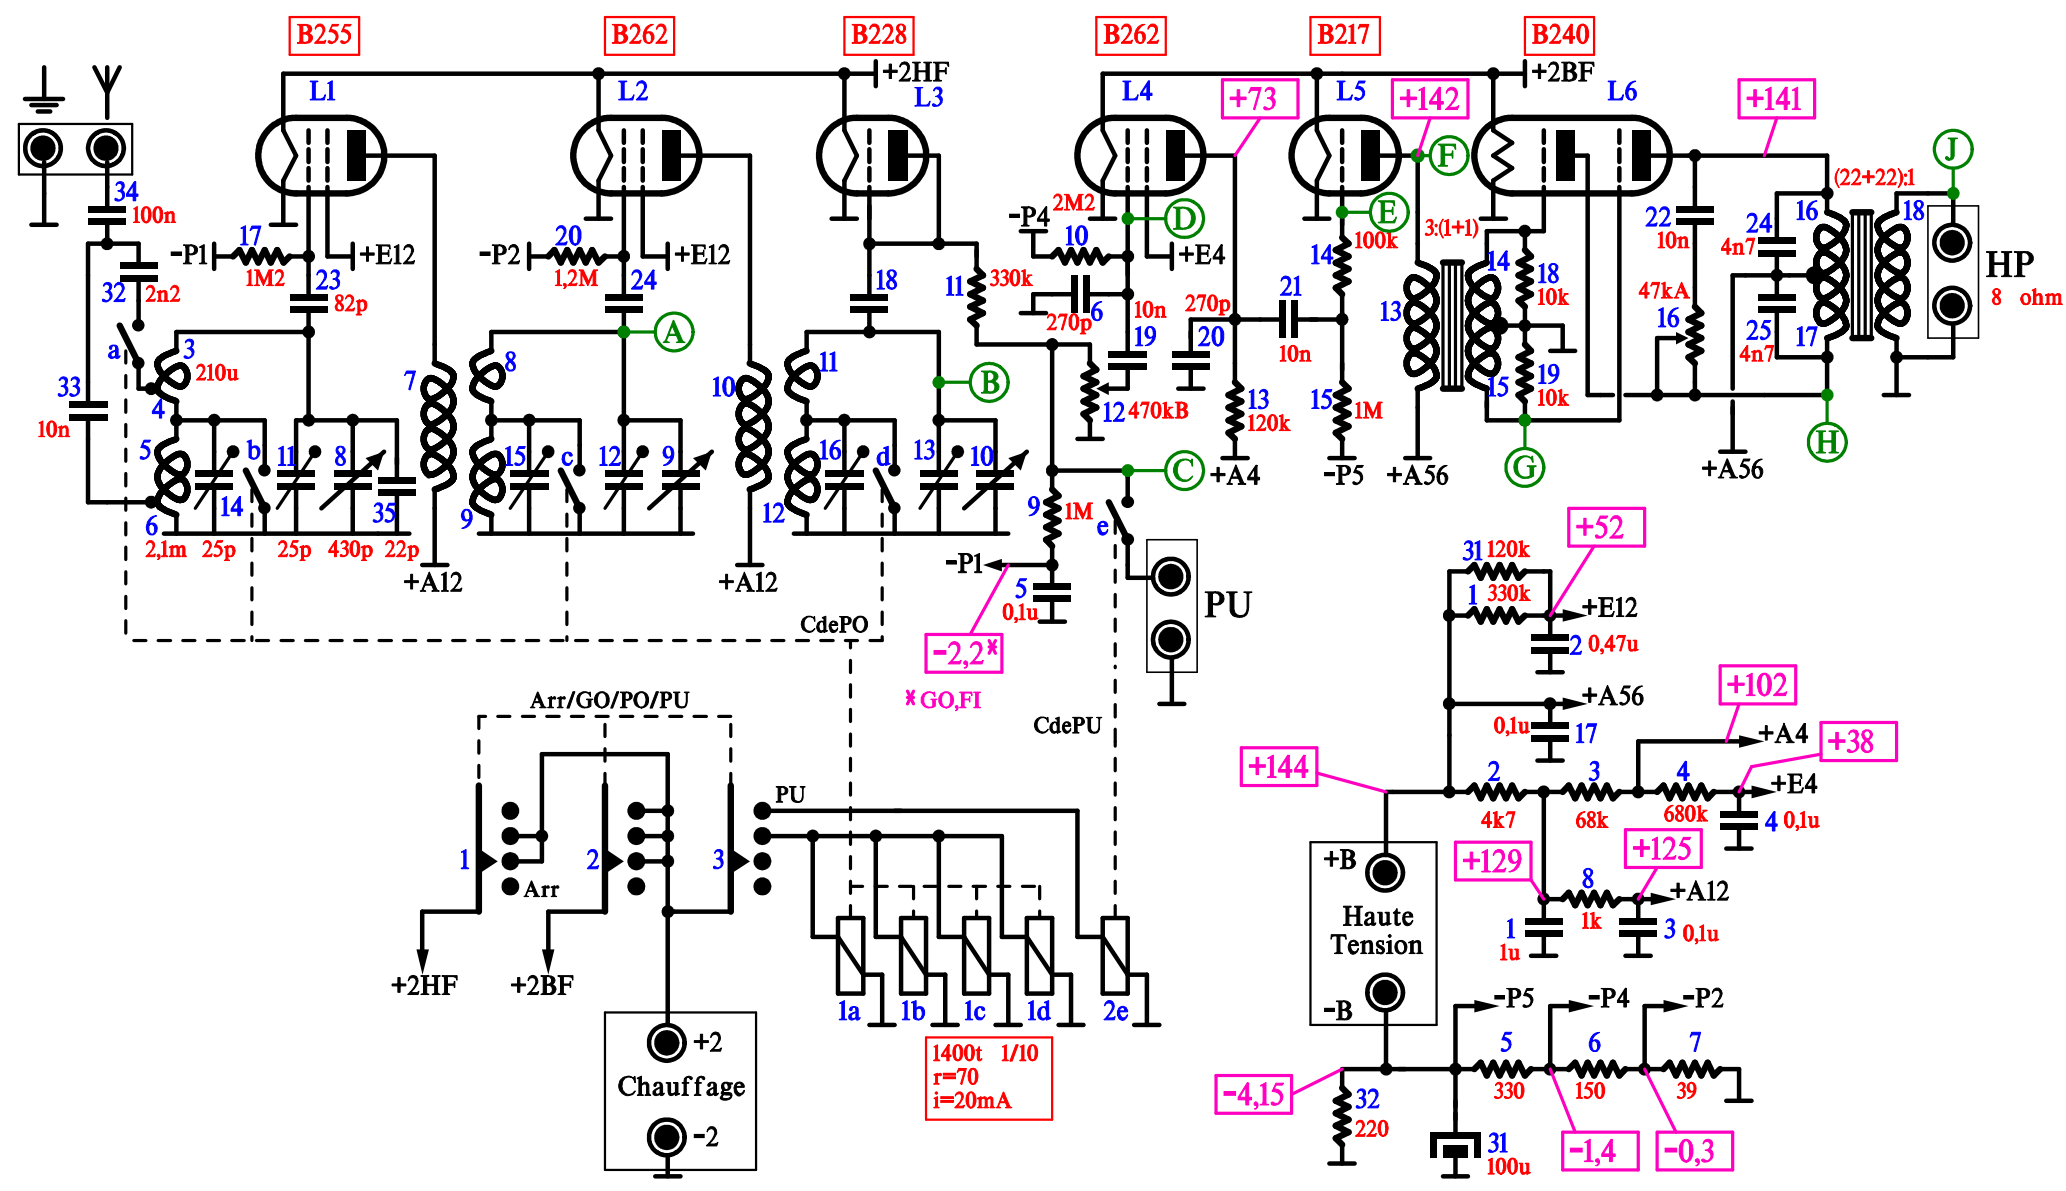 B255
B262
B228
B262
B217
B240
+2HF
+2BF
L1
L2
L3
L4
L5
L6
+73
+142
+141
F
J
34
100n
2M2
-P4
D
E
(22+22):1
17
-P1
1M2
+E12
20
-P2
1,2M
+E12
10
+E4
100k
14
3:(1+1)
14
22
10n
24
4n7
16
18
HP
8 ohm
32
2n2
23
82p
24
18
11
330k
6
270p
10n
19
270p
20
21
10n
13
18
10k
47kA
16
25
4n7
17
a
3
210u
4
33
10n
7
8
A
10
11
B
12
470kB
13
120k
15
1M
15
19
10k
H
5
b
11
8
14
35
6
2,1m
25p
25p
430p
22p
+A12
15
c
12
9
9
+A12
16
d
13
10
12
C
9
1M
e
+A4
-P5
+A56
G
+A56
-P1
5
0,1u
PU
CdePO
-2,2*
* GO,FI
CdePU
+52
31
120k
1
330k
+E12
2
0,47u
+A56
0,1u
17
+102
+A4
+38
+144
2
4k7
3
68k
4
680k
+E4
4
0,1u
+129
+125
8
1k
+A12
1
1u
3
0,1u
Arr/GO/PO/PU
PU
1
2
3
Arr
+2HF
+2BF
1a
1b
1c
1d
2e
1400t 1/10
r=70
i=20mA
+2
Chauffage
-2
+B
Haute
Tension
-B
-P5
-P4
-P2
5
330
6
150
7
39
-4,15
32
220
31
100u
-1,4
-0,3